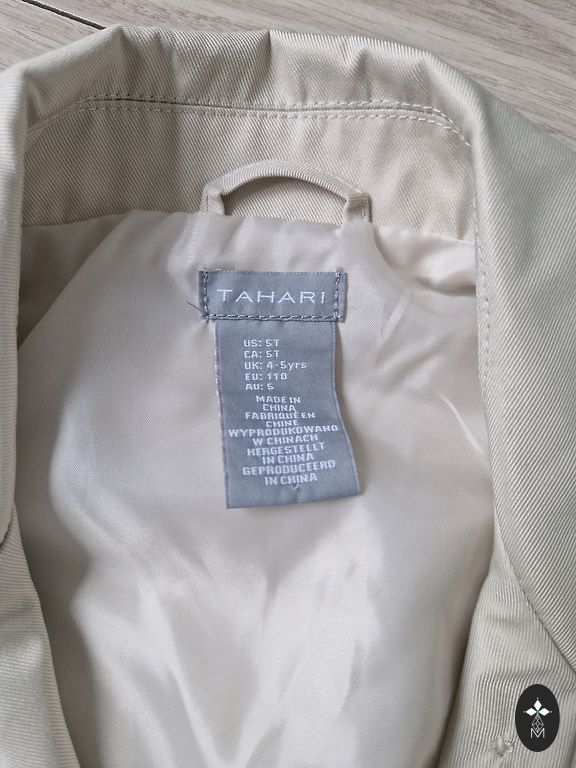 TAHARI
US: 5T
CA: 5T
UK: 4-5yrs
EU: 110
AU: 5
MADE IN
CHINA
FABRIQUÉ EN
CHINE
WYPRODUKOWANO
W CHINACH
HERGESTELLT
IN CHINA
GEPRODUCEERD
IN CHINA
M